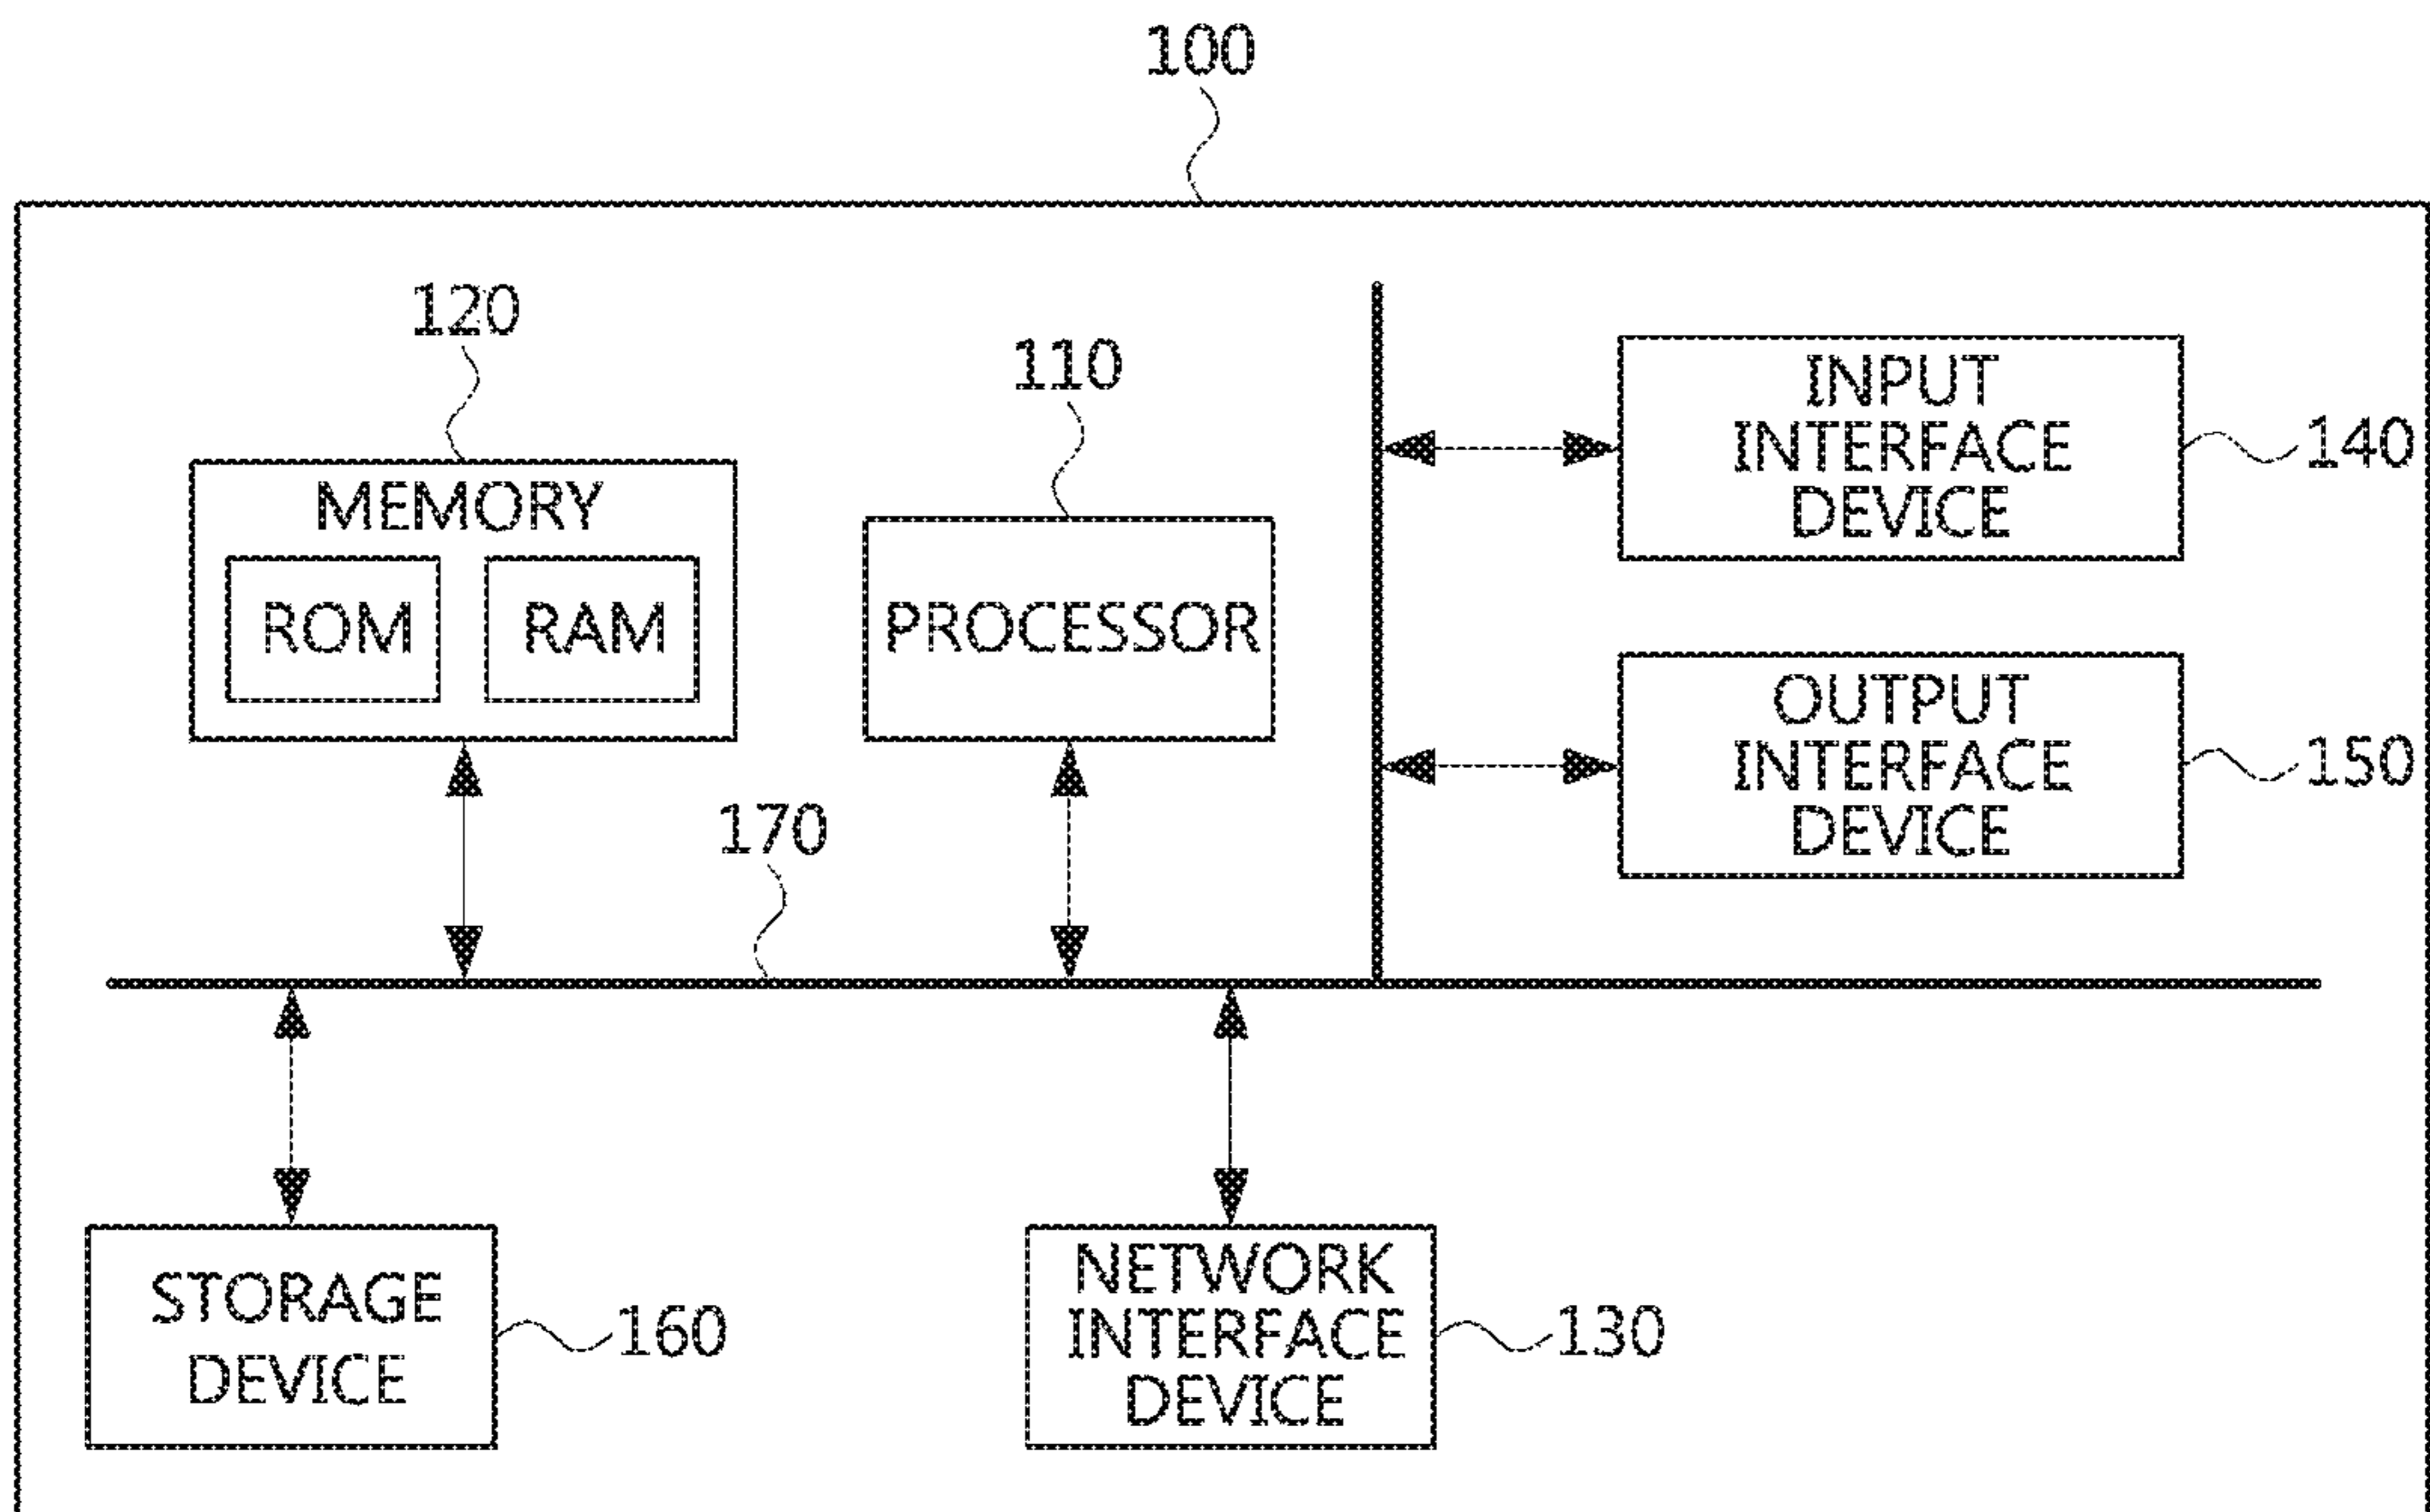 100
120
110
MEMORY
ROM
RAM
PROCESSOR
INPUT
INTERFACE
DEVICE
140
OUTPUT
INTERFACE
DEVICE
150
170
STORAGE
DEVICE
160
NETWORK
INTERFACE
DEVICE
130